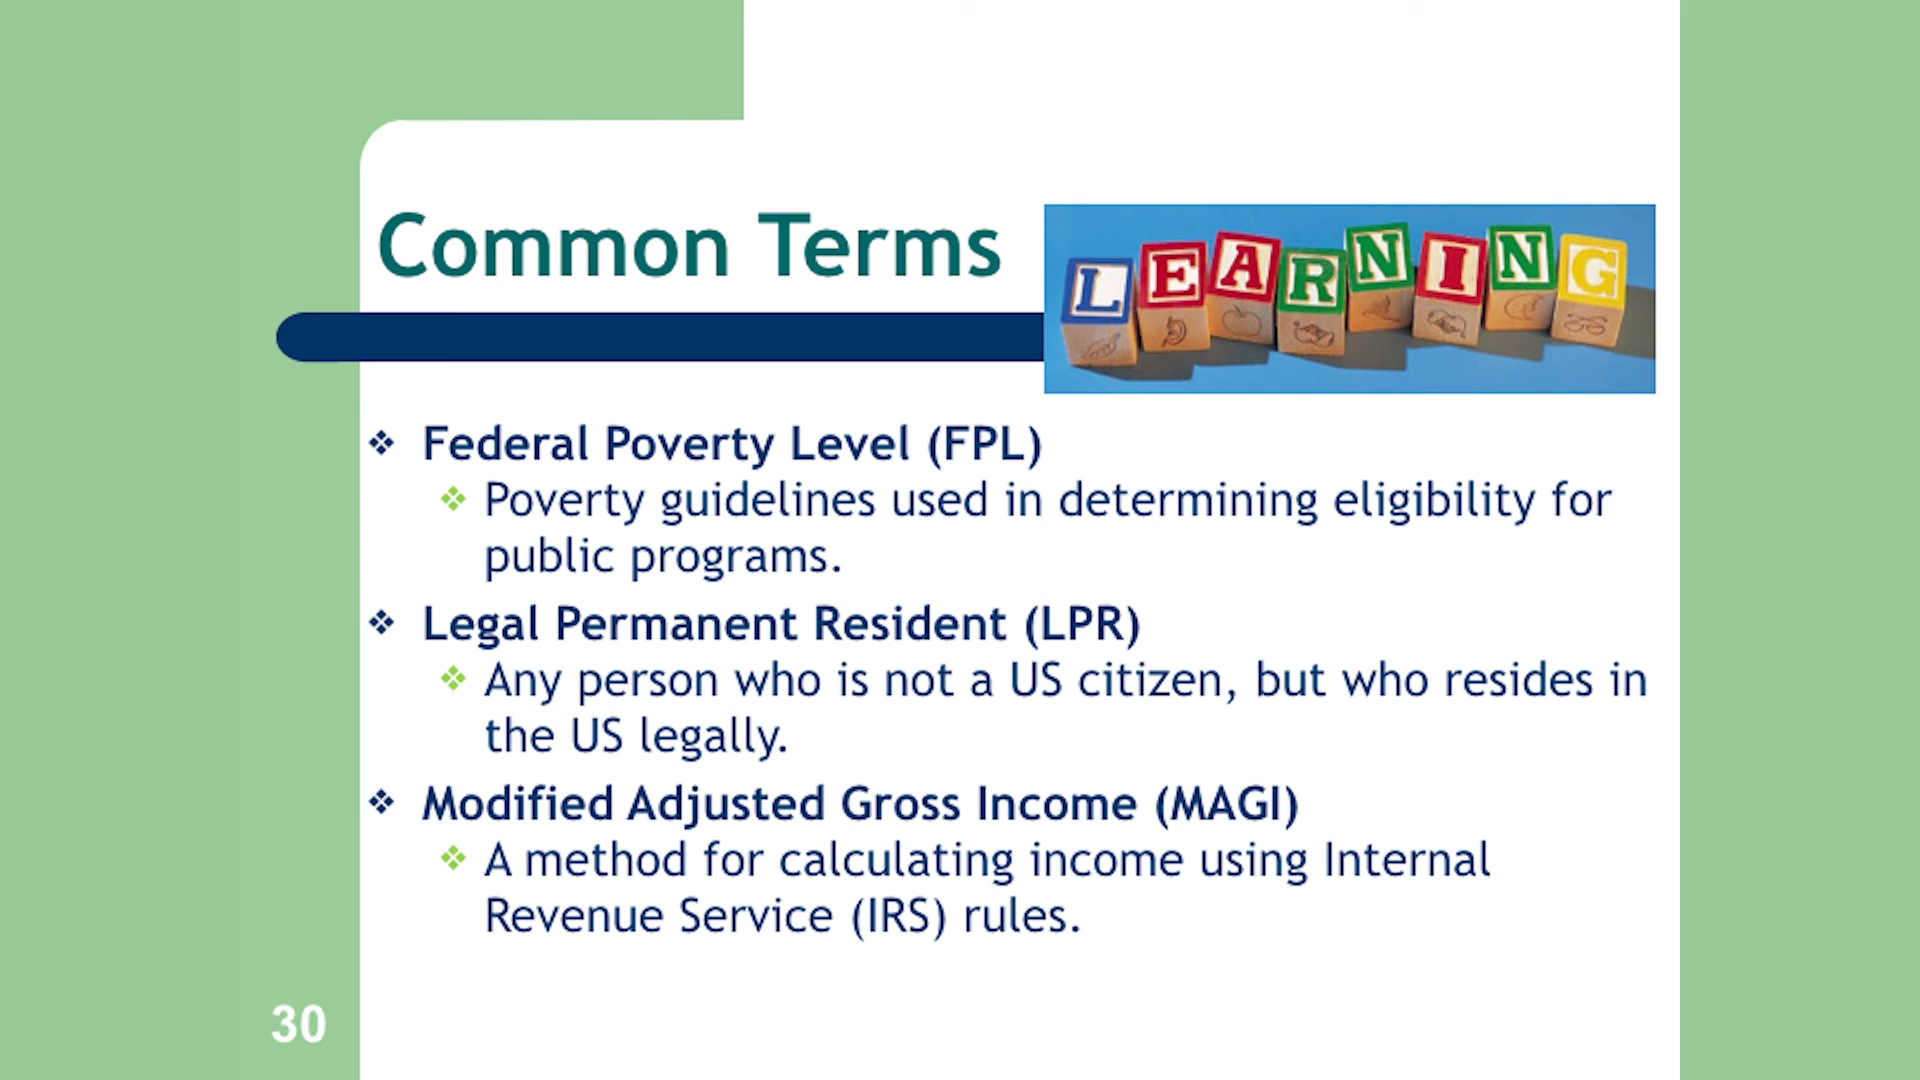 Common Terms
LEARNING
❖ Federal Poverty Level (FPL)
❖ Poverty guidelines used in determining eligibility for
public programs.
❖ Legal Permanent Resident (LPR)
❖ Any person who is not a US citizen, but who resides in
the US legally.
❖ Modified Adjusted Gross Income (MAGI)
❖ A method for calculating income using Internal
Revenue Service (IRS) rules.
30